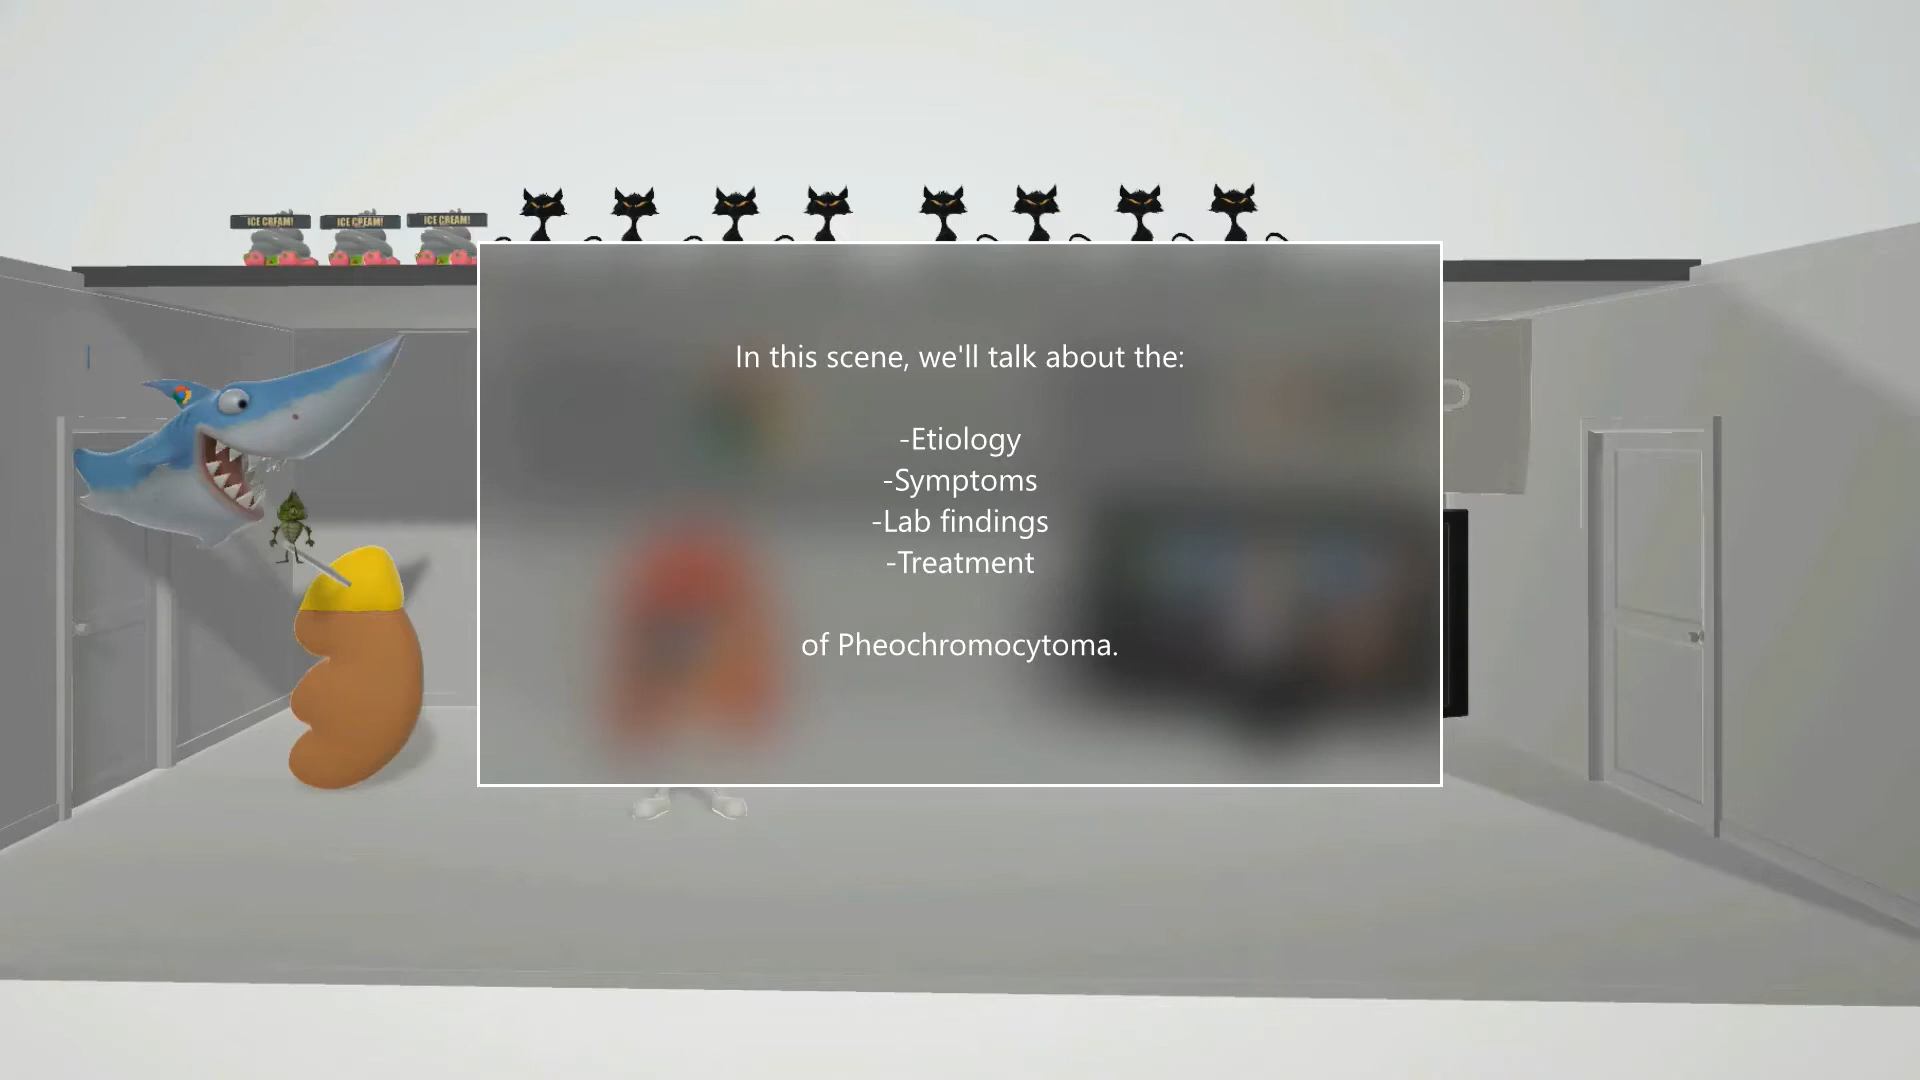 ICE CREAM!
ICE CREAM!
ICE CREAM!
In this scene, we'll talk about the:
-Etiology
-Symptoms
-Lab findings
-Treatment
of Pheochromocytoma.